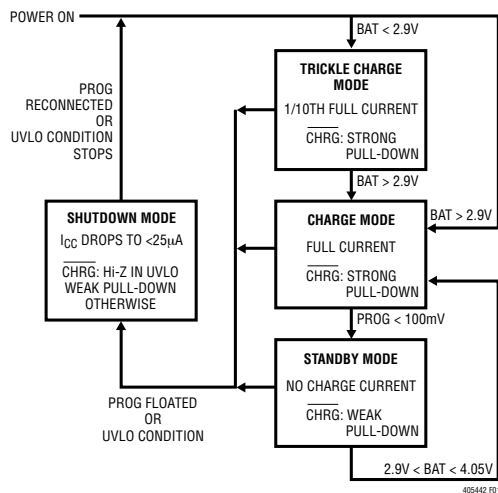 POWER ON
BAT < 2.9V
TRICKLE CHARGE
MODE
1/10TH FULL CURRENT
CHRG: STRONG
PULL-DOWN
PROG
RECONNECTED
OR
UVLO CONDITION
STOPS
BAT > 2.9V
SHUTDOWN MODE
ICC DROPS TO <25µA
CHRG: Hi-Z IN UVLO
WEAK PULL-DOWN
OTHERWISE
CHARGE MODE
FULL CURRENT
CHRG: STRONG
PULL-DOWN
BAT > 2.9V
PROG < 100mV
STANDBY MODE
NO CHARGE CURRENT
CHRG: WEAK
PULL-DOWN
PROG FLOATED
OR
UVLO CONDITION
2.9V < BAT < 4.05V